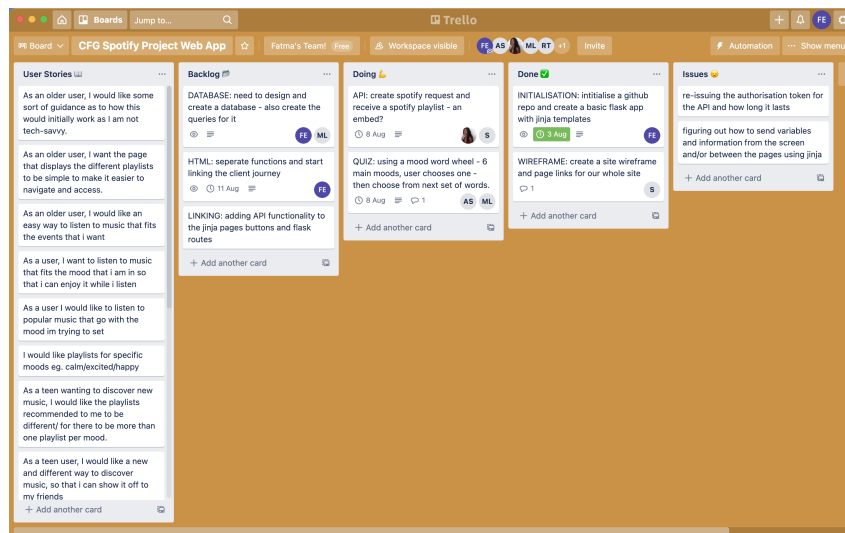 Boards
Jump to...
Trello
FE
Board
CFG Spotify Project Web App
Fatma's Team! Free
Workspace visible
FE AS ML RT +1
Invite
Automation
... Show menu
User Stories
As an older user, I would like some
sort of guidance as to how this
would initially work as I am not
tech-savvy.
As an older user, I want the page
that displays the different playlists
to be simple to make it easier to
navigate and access.
As an older user, I would like an
easy way to listen to music that fits
the events that i want
As a user, I want to listen to music
that fits the mood that i am in so
that i can enjoy it while i listen
As a user I would like to listen to
popular music that go with the
mood im trying to set
I would like playlists for specific
moods eg. calm/excited/happy
As a teen wanting to discover new
music, I would like the playlists
recommended to me to be
different/ for there to be more than
one playlist per mood.
As a teen user, I would like a new
and different way to discover
music, so that i can show it off to
my friends
+ Add another card
Backlog
DATABASE: need to design and
create a database - also create the
queries for it
FE ML
HTML: seperate functions and start
linking the client journey
11 Aug
FE
LINKING: adding API functionality to
the jinja pages buttons and flask
routes
+ Add another card
Doing
API: create spotify request and
receive a spotify playlist - an
embed?
8 Aug
S
QUIZ: using a mood word wheel - 6
main moods, user chooses one -
then choose from next set of words.
8 Aug 1
AS ML
+ Add another card
Done
INITIALISATION: intitialise a github
repo and create a basic flask app
with jinja templates
3 Aug
FE
WIREFRAME: create a site wireframe
and page links for our whole site
1
S
+ Add another card
Issues
re-issuing the authorisation token for
the API and how long it lasts
figuring out how to send variables
and information from the screen
and/or between the pages using jinja
+ Add another card